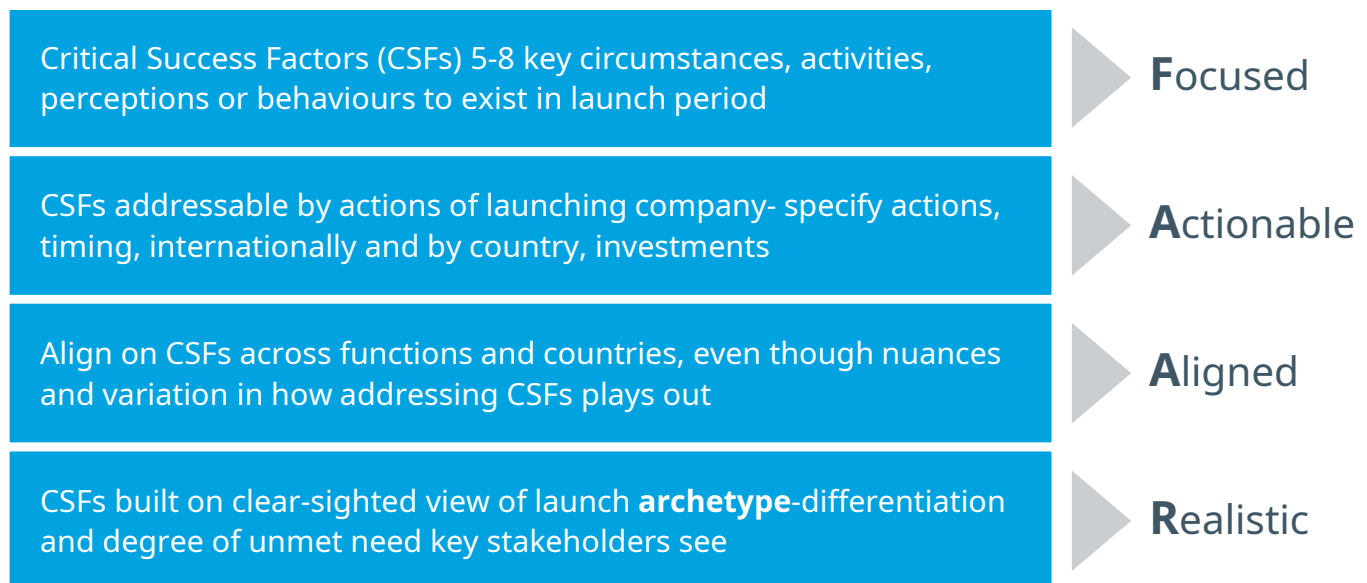 Critical Success Factors (CSFs) 5-8 key circumstances, activities,
perceptions or behaviours to exist in launch period
Focused
CSFs addressable by actions of launching company- specify actions,
timing, internationally and by country, investments
Actionable
Align on CSFs across functions and countries, even though nuances
and variation in how addressing CSFs plays out
Aligned
CSFs built on clear-sighted view of launch archetype-differentiation
and degree of unmet need key stakeholders see
Realistic